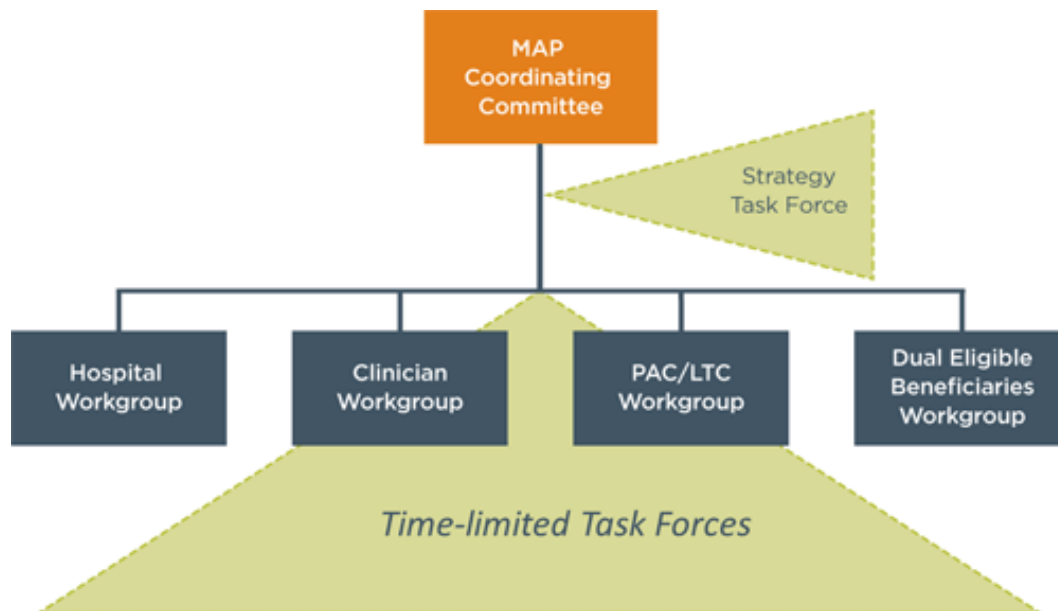 MAP
Coordinating
Committee
Strategy
Task Force
Hospital
Workgroup
Clinician
Workgroup
PAC/LTC
Workgroup
Dual Eligible
Beneficiaries
Workgroup
Time-limited Task Forces